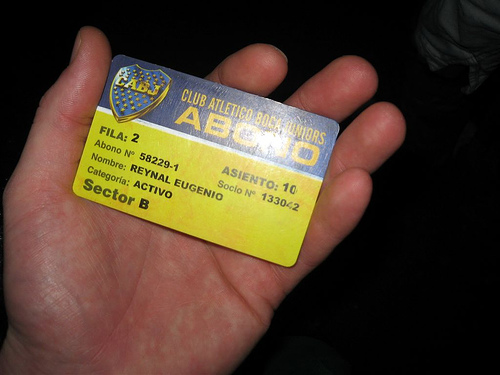 CABJ
CLUB ATLETICO BOCA JUNIORS
ABONO
FILA: 2
ASIENTO: 10
Abono Nº 58229-1
Socio Nº 133042
Nombre: REYNAL EUGENIO
Categoría: ACTIVO
Sector B